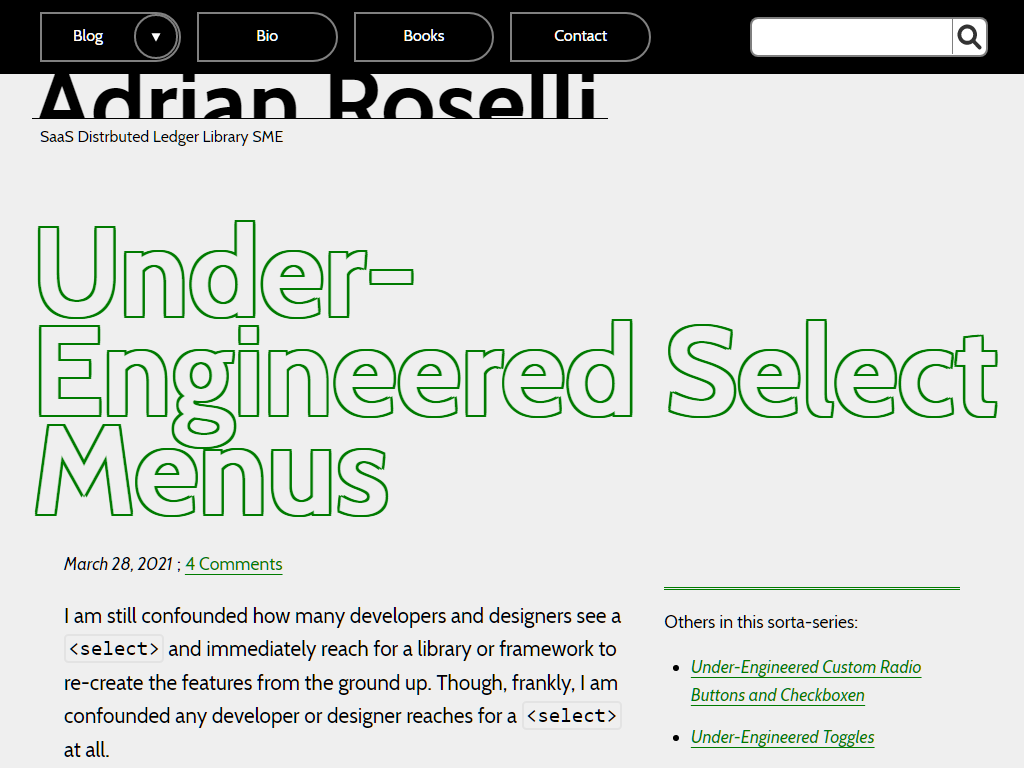 Blog ▼ Bio Books Contact
Adrian Roselli
SaaS Distrbuted Ledger Library SME
Under-
Engineered Select
Menus
March 28, 2021 ; 4 Comments
I am still confounded how many developers and designers see a
<select> and immediately reach for a library or framework to
re-create the features from the ground up. Though, frankly, I am
confounded any developer or designer reaches for a <select>
at all.
Others in this sorta-series:
Under-Engineered Custom Radio
Buttons and Checkboxen
Under-Engineered Toggles